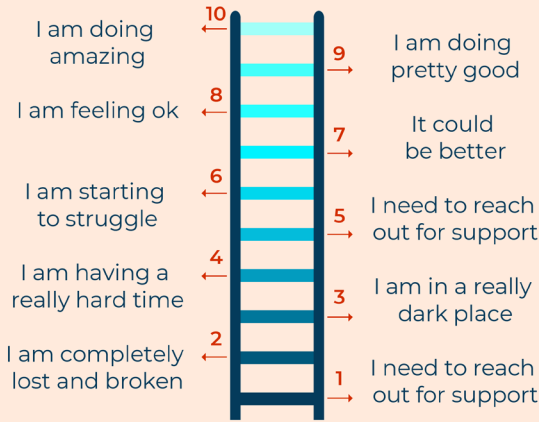 10
I am doing
amazing
9
I am doing
pretty good
8
I am feeling ok
7
It could
be better
6
I am starting
to struggle
5
I need to reach
out for support
4
I am having a
really hard time
3
I am in a really
dark place
2
I am completely
lost and broken
1
I need to reach
out for support